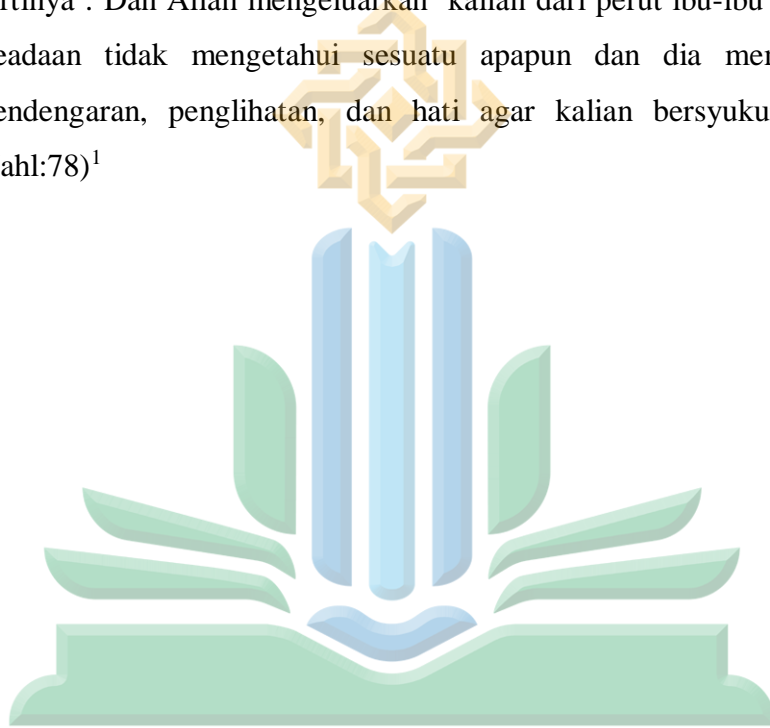 rtinya : Dan Allah mengeluarkan kalian dari perut ibu-ibu
eadaan tidak mengetahui sesuatu apapun dan dia mer
endengaran, penglihatan, dan hati agar kalian bersyuku
ahl:78)1